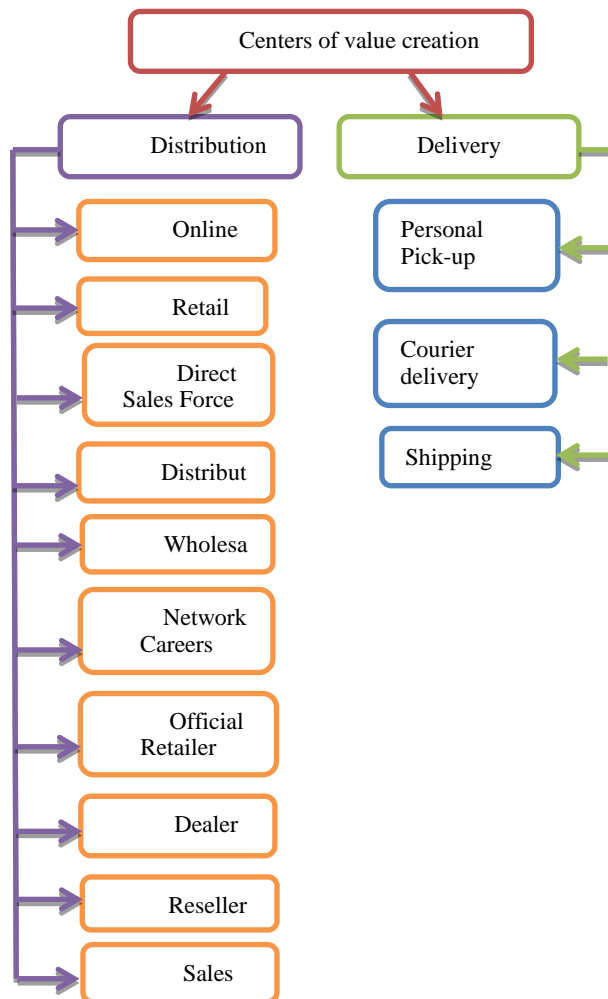 Centers of value creation
Distribution
Delivery
Online
Retail
Direct
Sales Force
Distribut
Wholesa
Network
Careers
Official
Retailer
Dealer
Reseller
Sales
Personal
Pick-up
Courier
delivery
Shipping